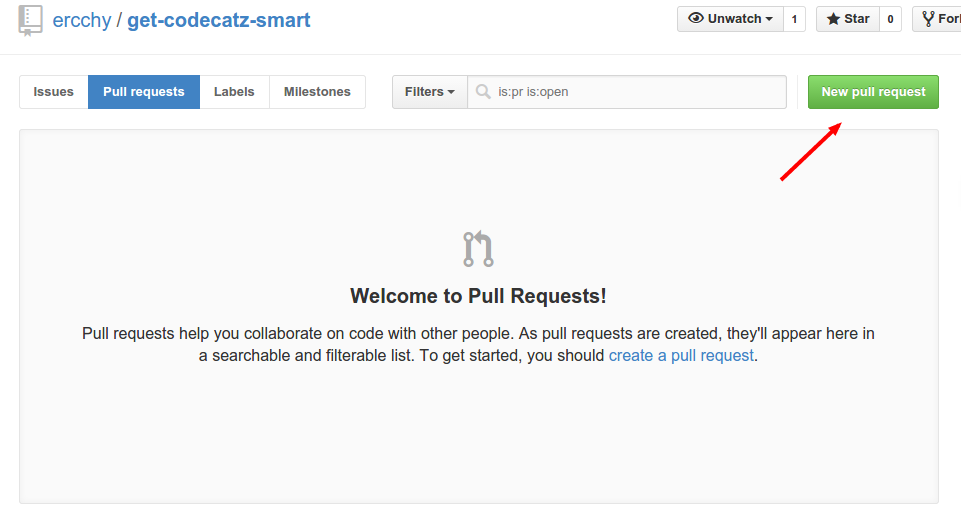 ercchy / get-codecatz-smart
Unwatch 1 Star 0 Fork
Issues Pull requests Labels Milestones Filters is:pr is:open New pull request
Welcome to Pull Requests!
Pull requests help you collaborate on code with other people. As pull requests are created, they'll appear here in
a searchable and filterable list. To get started, you should create a pull request.